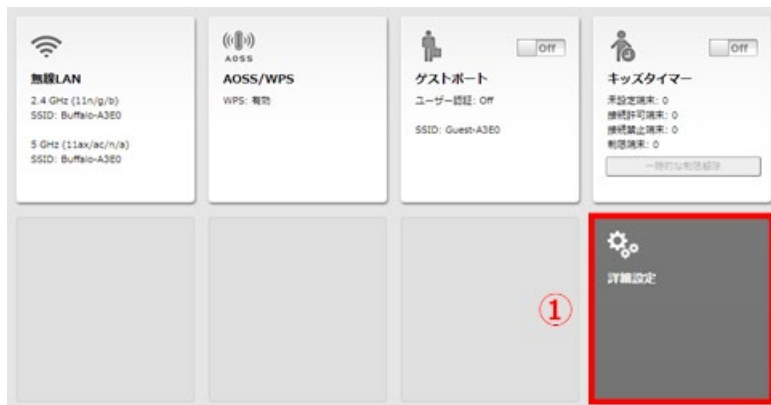 無線LAN
2.4 GHz (11n/g/b)
SSID: Buffalo-A3E0
5 GHz (11ax/ac/n/a)
SSID: Buffalo-A3E0
AOSS
AOSS/WPS
WPS: 有効
Off
ゲストポート
ユーザー認証: Off
SSID: Guest-A3E0
Off
キッズタイマー
未設定端末: 0
接続許可端末: 0
接続禁止端末: 0
制限端末: 0
一時的な制限解除
①
詳細設定